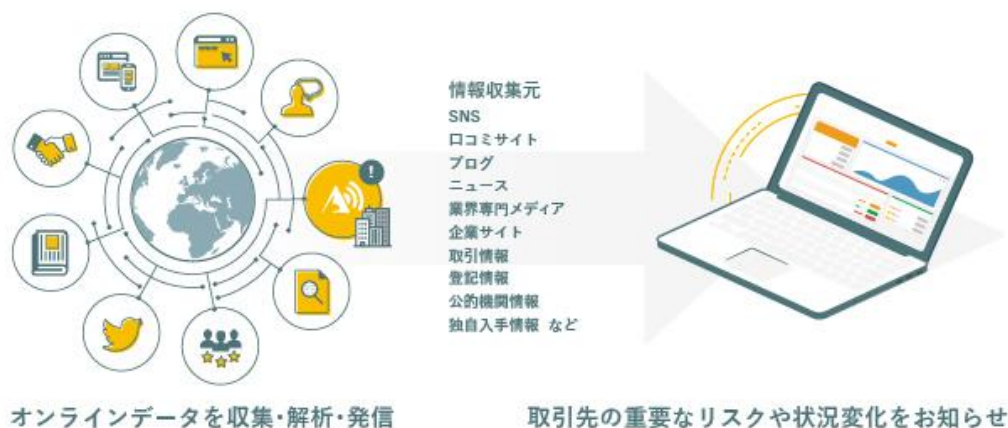 情報収集元
SNS
口コミサイト
ブログ
ニュース
業界専門メディア
企業サイト
取引情報
登記情報
公的機関情報
独自入手情報 など
オンラインデータを収集・解析・発信
取引先の重要なリスクや状況変化をお知らせ